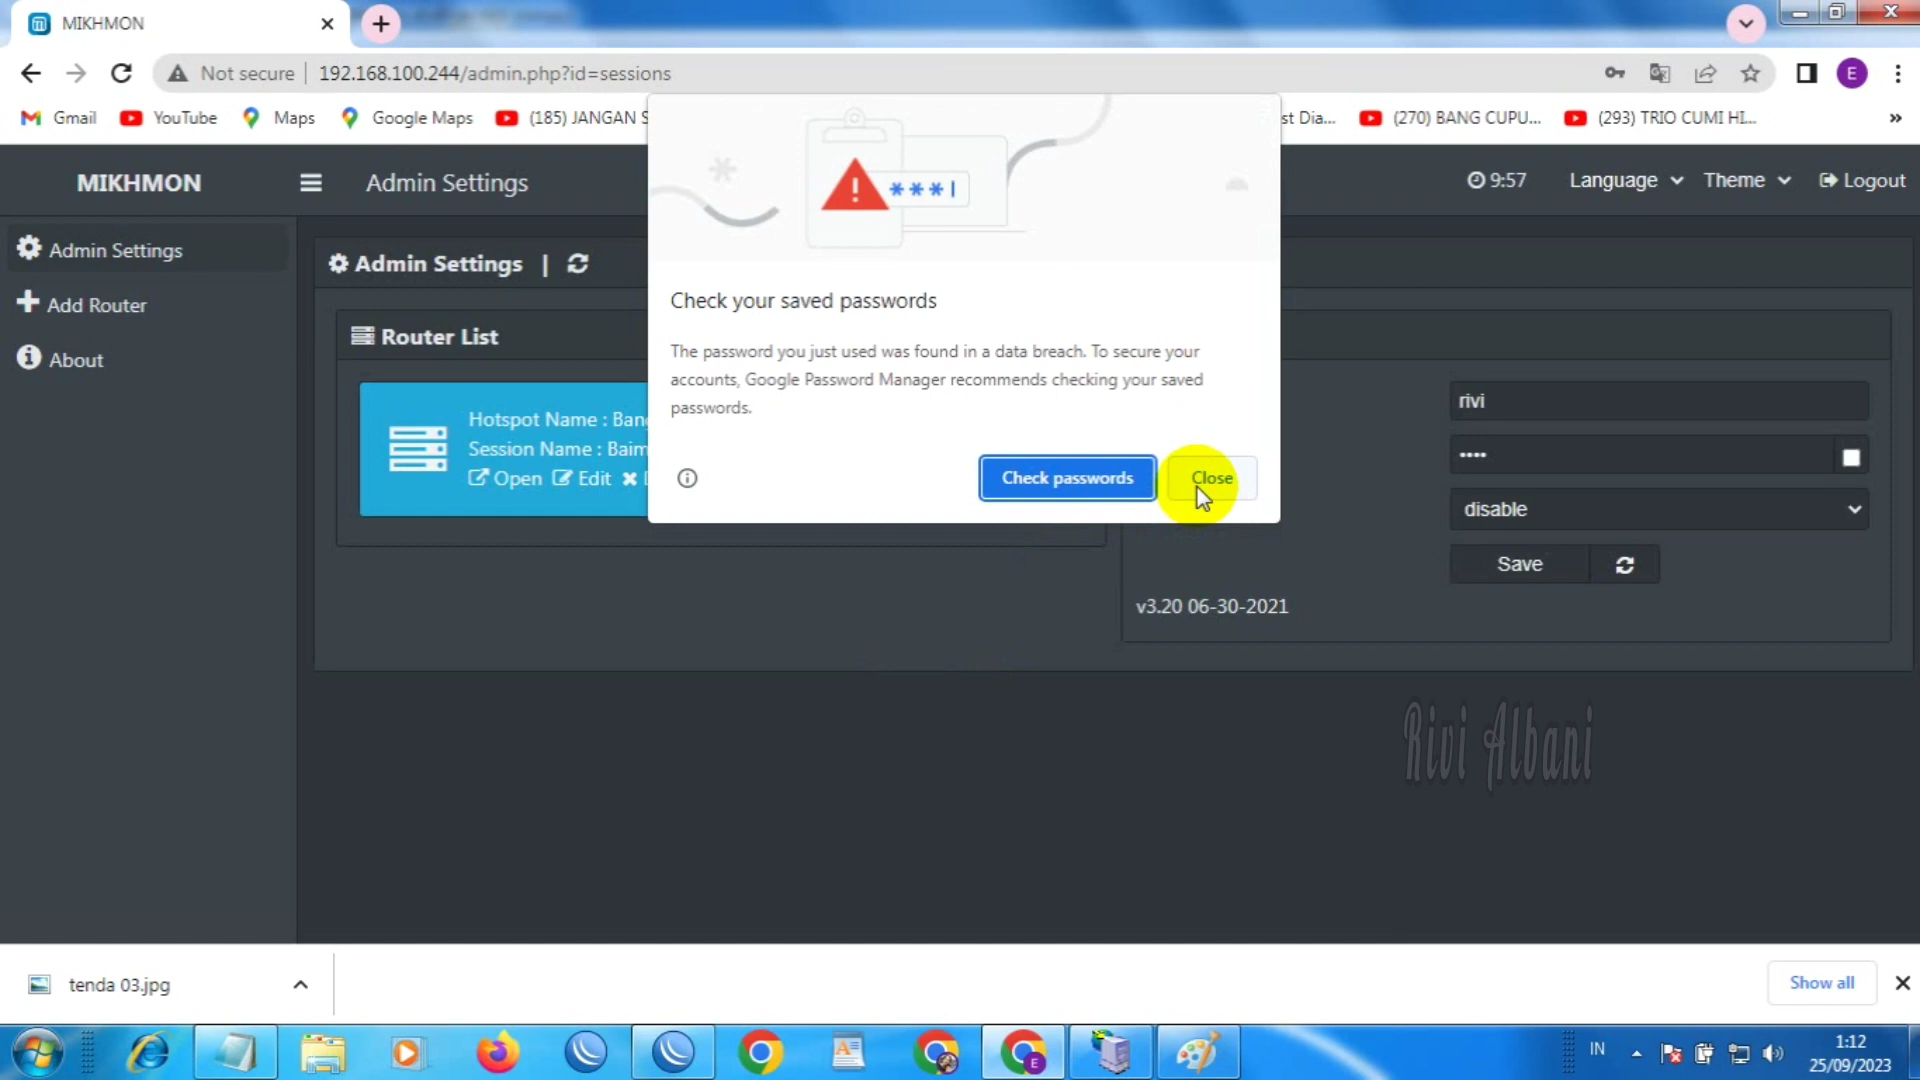 MIKHMON
Not secure
192.168.100.244/admin.php?id=sessions
E
Gmail
YouTube
Maps
Google Maps
(185) JANGAN S
st Dia...
(270) BANG CUPU...
(293) TRIO CUMI HI...
»
MIKHMON
Admin Settings
9:57
Language
Theme
Logout
Admin Settings
Add Router
About
Admin Settings |
Router List
Hotspot Name : Bang
Session Name : Baim
Open
Edit
***|
Check your saved passwords
The password you just used was found in a data breach. To secure your
accounts, Google Password Manager recommends checking your saved
passwords.
Check passwords
Close
rivi
••••
disable
Save
v3.20 06-30-2021
Rivi Albani
tenda 03.jpg
Show all
IN
1:12
25/09/2023